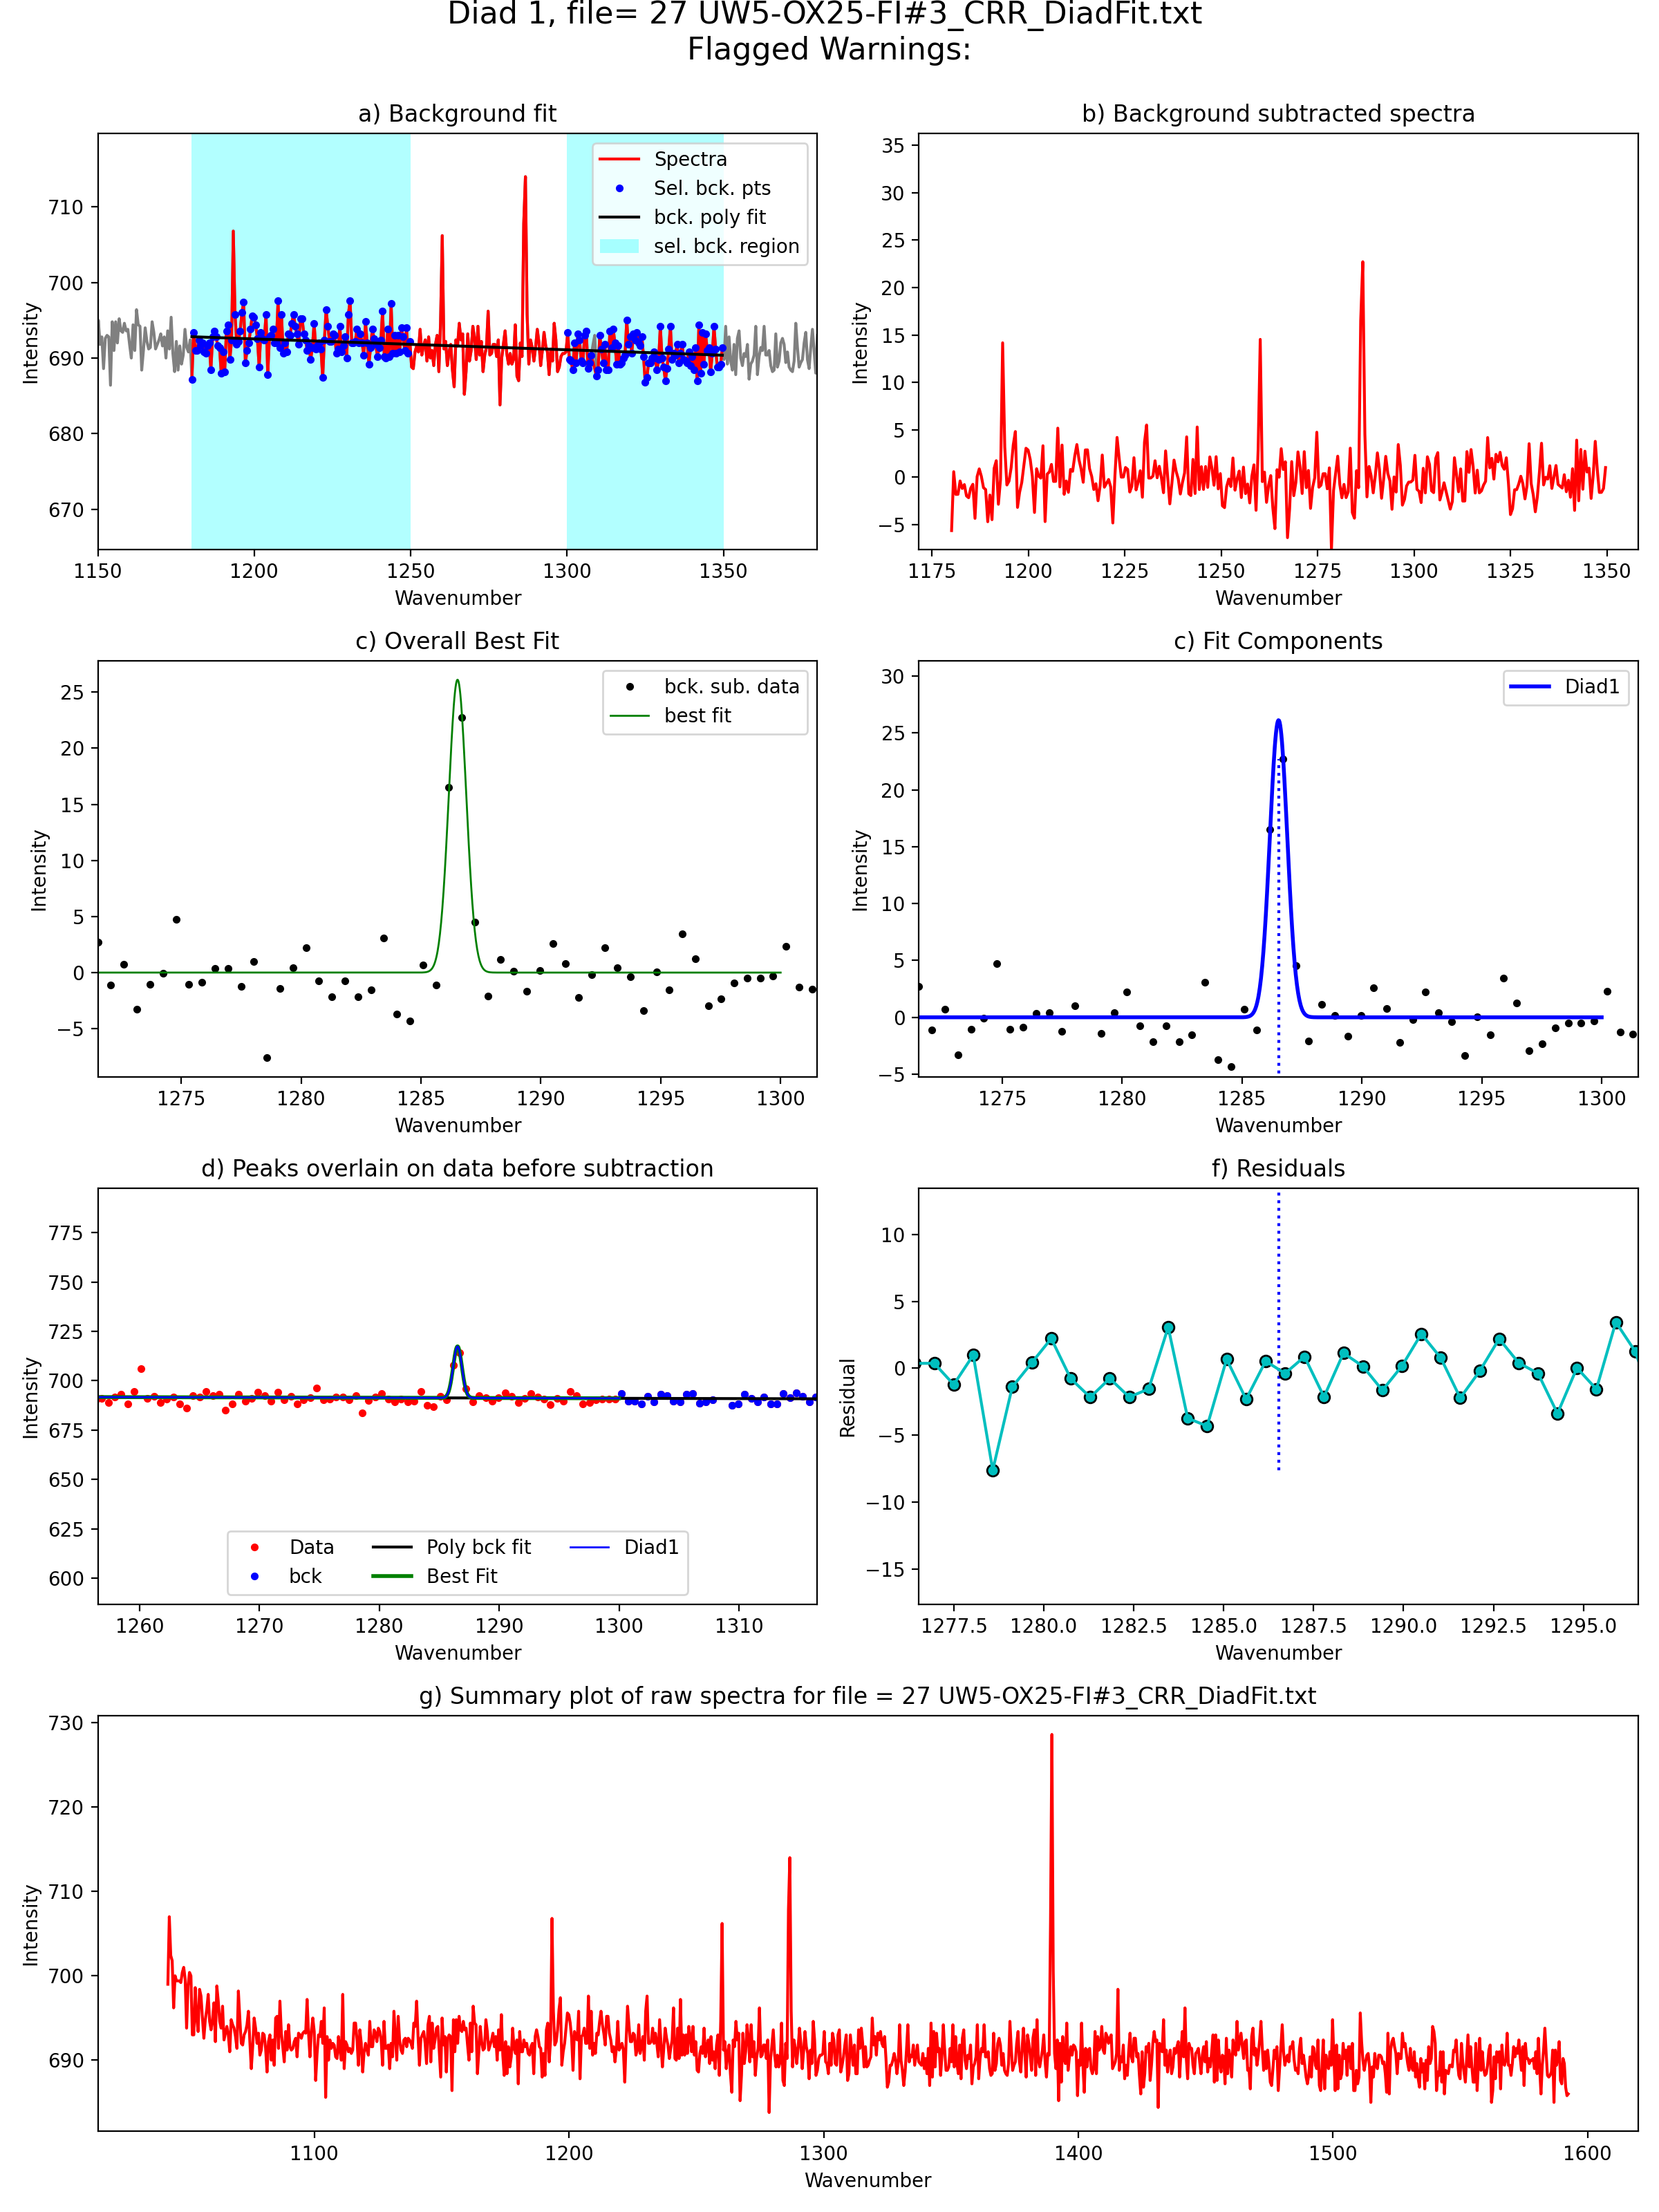 Diad 1, file= 27 UW5-OX25-FI#3_CRR_DiadFit.txt
Flagged Warnings:
a) Background fit
Intensity
710
700
690
680
670
Spectra
Sel. bck. pts
bck. poly fit
sel. bck. region
1150 1200 1250 1300 1350
Wavenumber
b) Background subtracted spectra
Intensity
35
30
25
20
15
10
5
0
−5
1175 1200 1225 1250 1275 1300 1325 1350
Wavenumber
c) Overall Best Fit
Intensity
25
20
15
10
5
0
−5
bck. sub. data
best fit
1275 1280 1285 1290 1295 1300
Wavenumber
c) Fit Components
Intensity
30
25
20
15
10
5
0
−5
Diad1
1275 1280 1285 1290 1295 1300
Wavenumber
d) Peaks overlain on data before subtraction
Intensity
775
750
725
700
675
650
625
600
Data Poly bck fit Diad1
bck Best Fit
1260 1270 1280 1290 1300 1310
Wavenumber
f) Residuals
Residual
10
5
0
−5
−10
−15
1277.5 1280.0 1282.5 1285.0 1287.5 1290.0 1292.5 1295.0
Wavenumber
g) Summary plot of raw spectra for file = 27 UW5-OX25-FI#3_CRR_DiadFit.txt
Intensity
730
720
710
700
690
1100 1200 1300 1400 1500 1600
Wavenumber